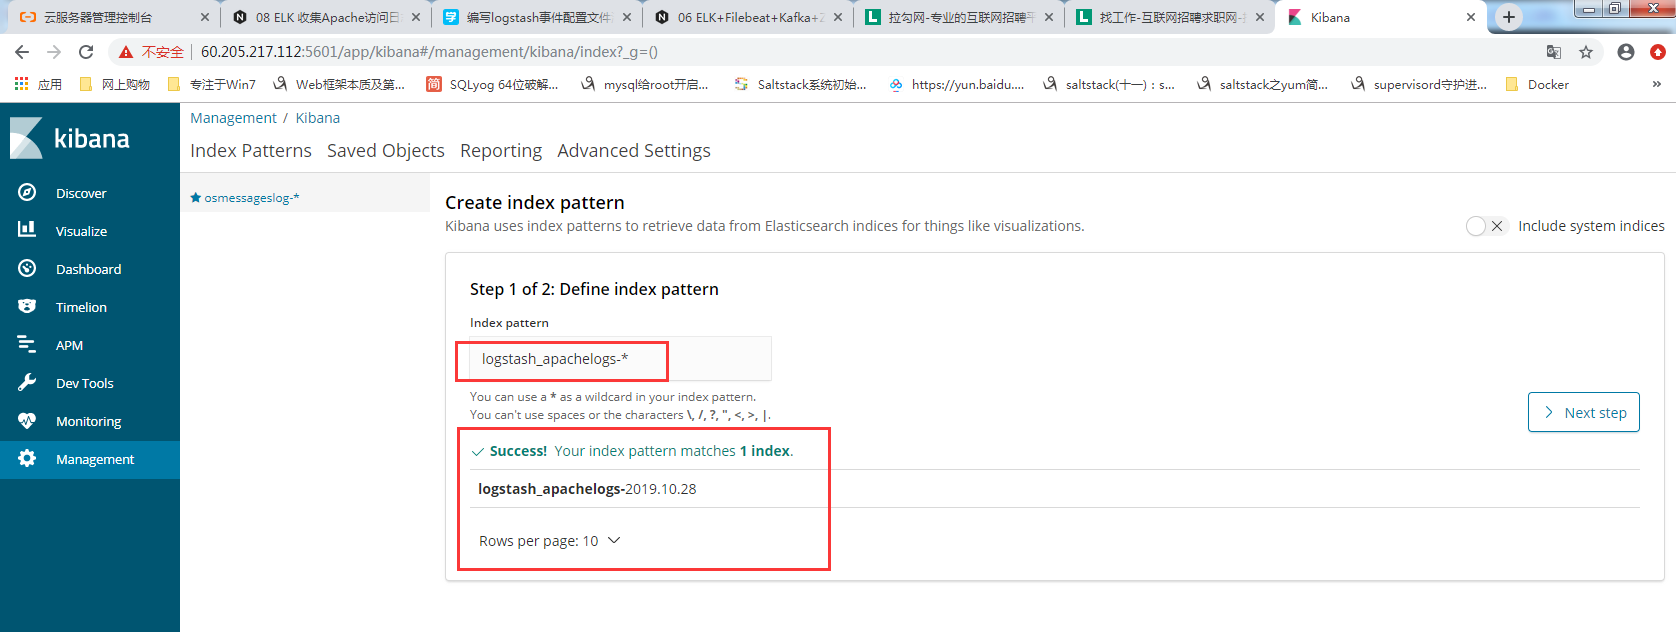 云服务器管理控制台
08 ELK 收集Apache访问日
编写logstash事件配置文件
06 ELK+Filebeat+Kafka+Z
拉勾网-专业的互联网招聘平
找工作-互联网招聘求职网-
Kibana
不安全 | 60.205.217.112:5601/app/kibana#/management/kibana/index?_g=()
应用
网上购物
专注于Win7
Web框架本质及第...
简
SQLyog 64位破解...
mysql给root开启...
Saltstack系统初始...
https://yun.baidu....
saltstack(十一)：s...
saltstack之yum简...
supervisord守护进...
Docker
»
kibana
Discover
Visualize
Dashboard
Timelion
APM
Dev Tools
Monitoring
Management
Management / Kibana
Index Patterns Saved Objects Reporting Advanced Settings
osmessageslog-*
Create index pattern
Kibana uses index patterns to retrieve data from Elasticsearch indices for things like visualizations.
Include system indices
Step 1 of 2: Define index pattern
Index pattern
logstash_apachelogs-*
You can use a * as a wildcard in your index pattern.
You can't use spaces or the characters \, /, ?, ", <, >, |.
Next step
Success! Your index pattern matches 1 index.
logstash_apachelogs-2019.10.28
Rows per page: 10